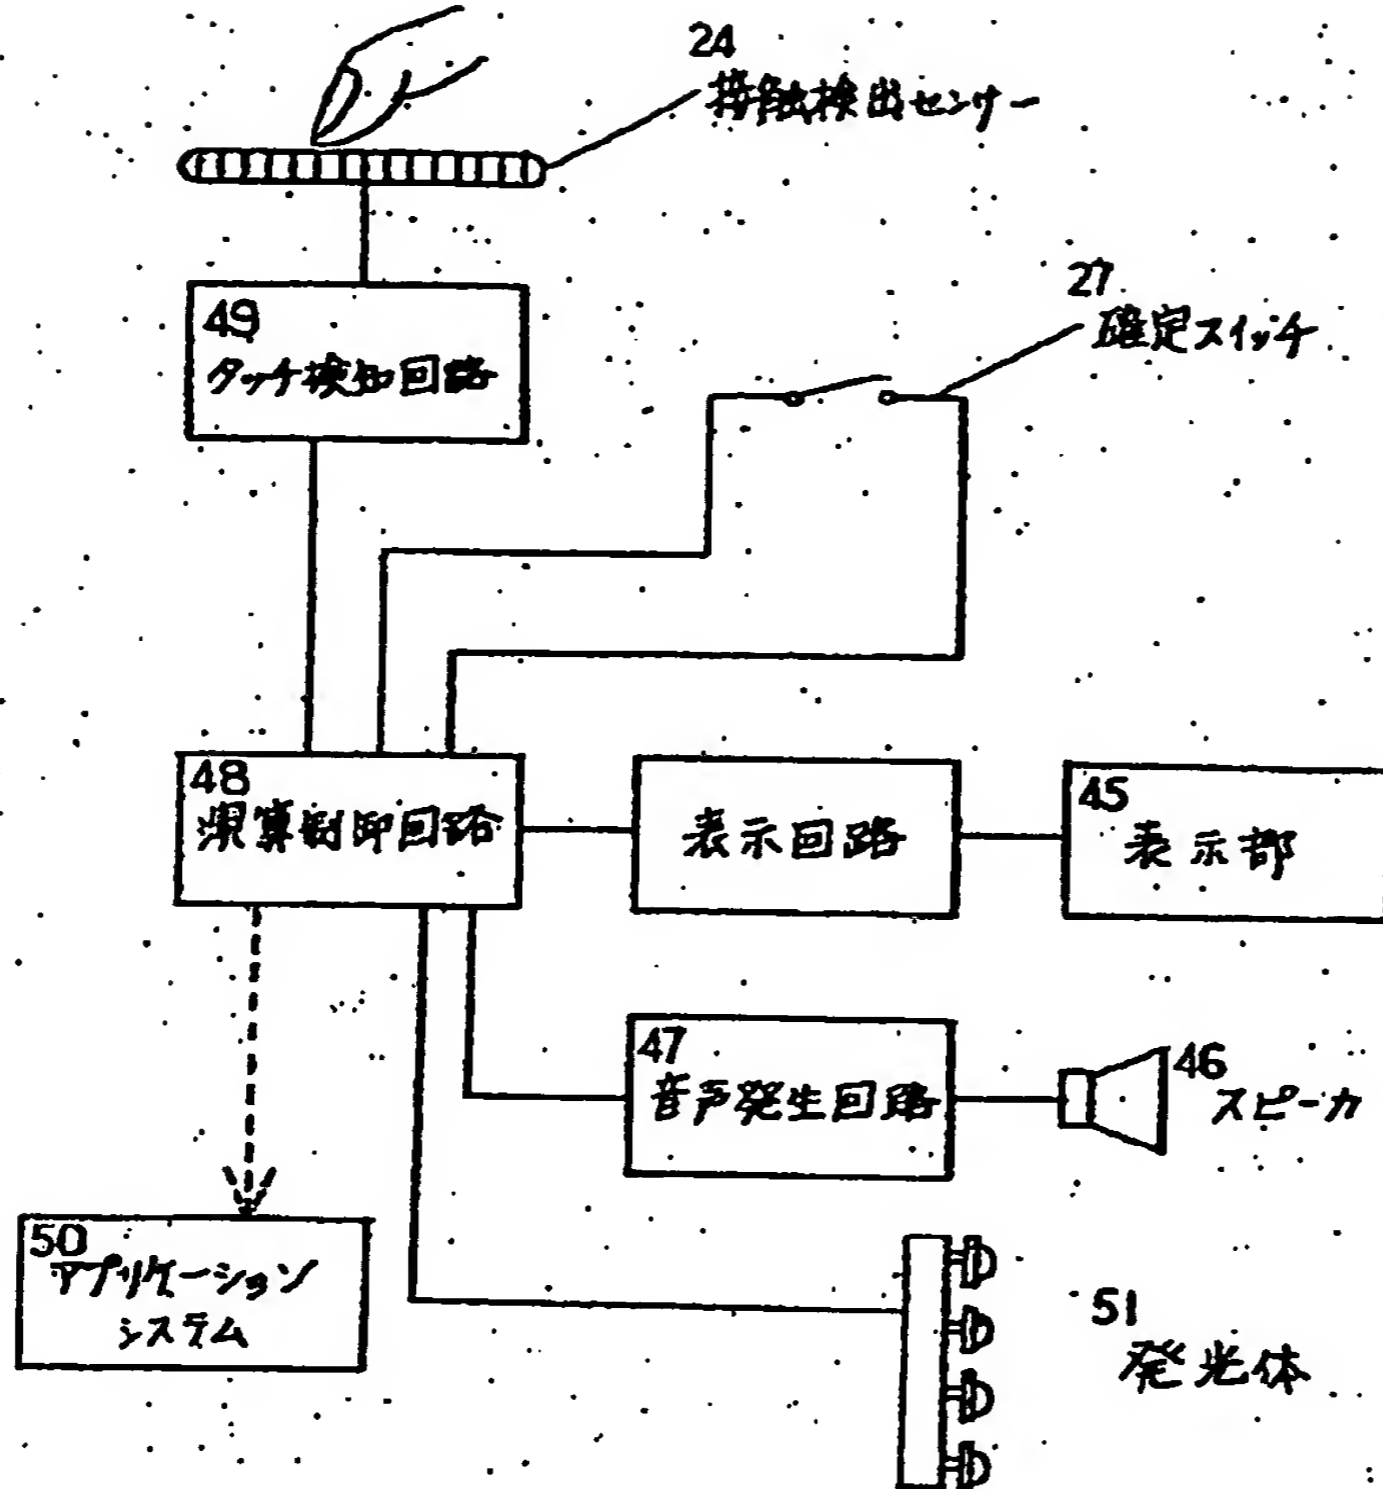 24
接触検出センサー
27
確定スイッチ
49
タッチ検知回路
48
演算制御回路
表示回路
45
表示部
47
音声発生回路
46
スピーカ
50
アプリケーション
システム
51
発光体